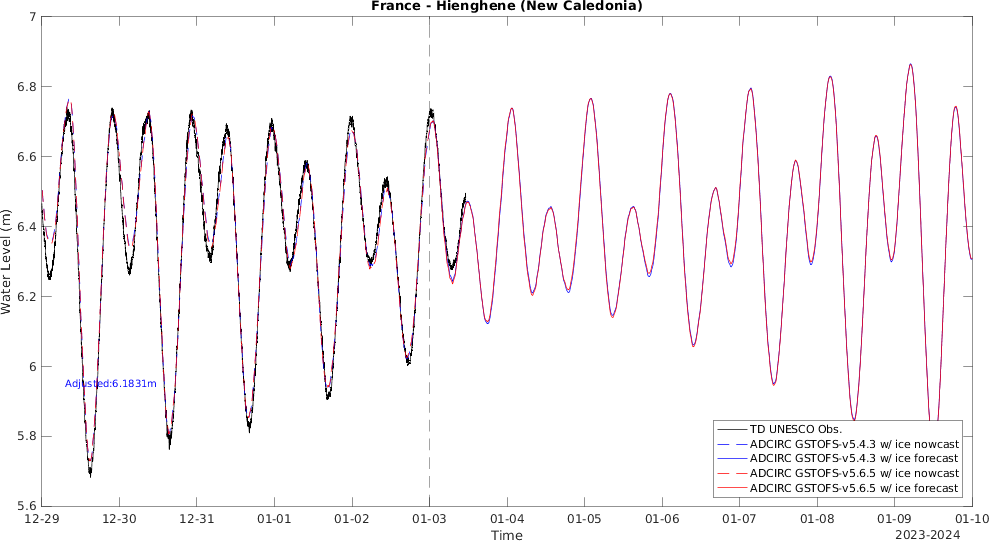 France - Hienghene (New Caledonia)
7
6.8
6.6
6.4
6.2
6
5.8
5.6
Water Level (m)
Adjusted:6.1831m
TD UNESCO Obs.
ADCIRC GSTOFS-v5.4.3 w/ ice nowcast
ADCIRC GSTOFS-v5.4.3 w/ ice forecast
ADCIRC GSTOFS-v5.6.5 w/ ice nowcast
ADCIRC GSTOFS-v5.6.5 w/ ice forecast
12-29 12-30 12-31 01-01 01-02 01-03 01-04 01-05 01-06 01-07 01-08 01-09 01-10
Time
2023-2024